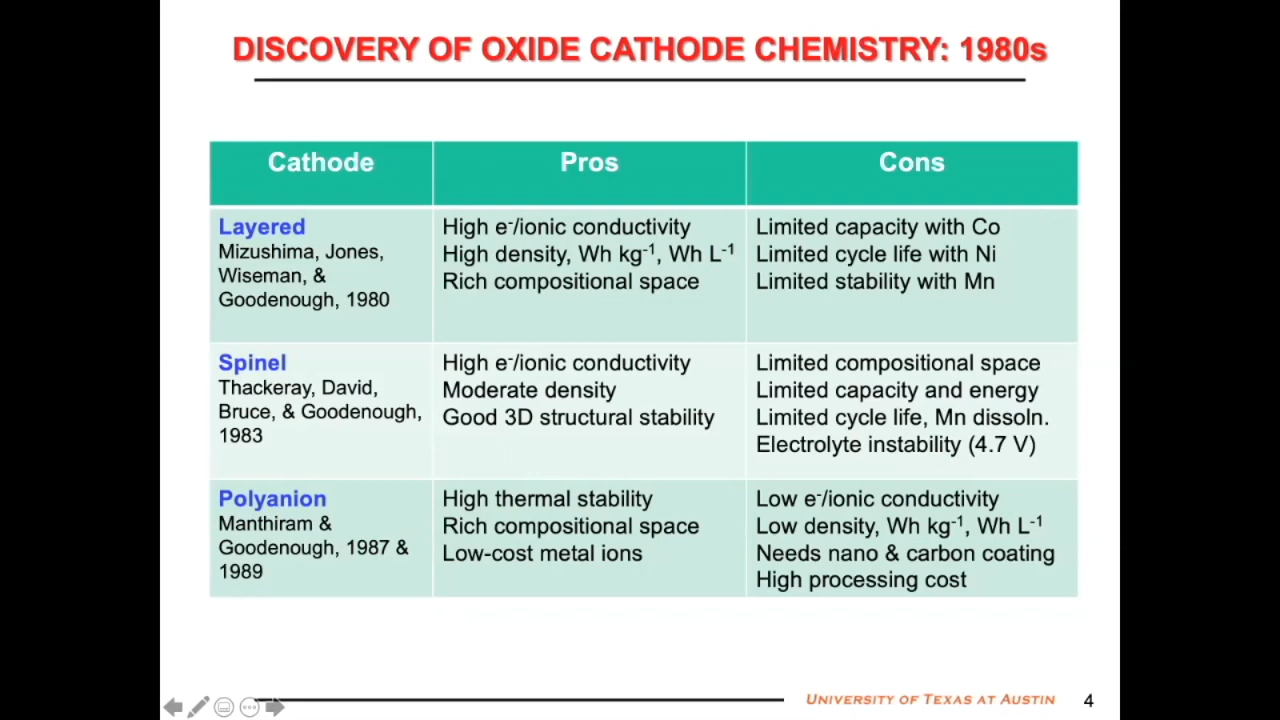 DISCOVERY OF OXIDE CATHODE CHEMISTRY: 1980s
Cathode
Pros
Cons
Layered
Mizushima, Jones,
Wiseman, &
Goodenough, 1980
High e⁻/ionic conductivity
High density, Wh kg⁻¹, Wh L⁻¹
Rich compositional space
Limited capacity with Co
Limited cycle life with Ni
Limited stability with Mn
Spinel
Thackeray, David,
Bruce, & Goodenough,
1983
High e⁻/ionic conductivity
Moderate density
Good 3D structural stability
Limited compositional space
Limited capacity and energy
Limited cycle life, Mn dissoln.
Electrolyte instability (4.7 V)
Polyanion
Manthiram &
Goodenough, 1987 &
1989
High thermal stability
Rich compositional space
Low-cost metal ions
Low e⁻/ionic conductivity
Low density, Wh kg⁻¹, Wh L⁻¹
Needs nano & carbon coating
High processing cost
UNIVERSITY OF TEXAS AT AUSTIN
4